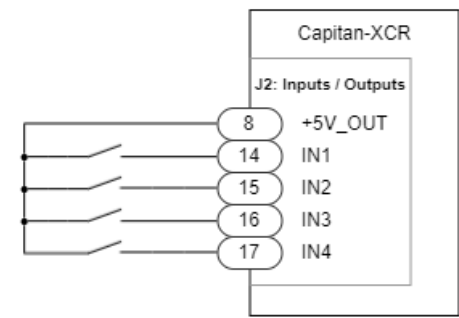 Capitan-XCR
J2: Inputs / Outputs
8 +5V_OUT
14 IN1
15 IN2
16 IN3
17 IN4